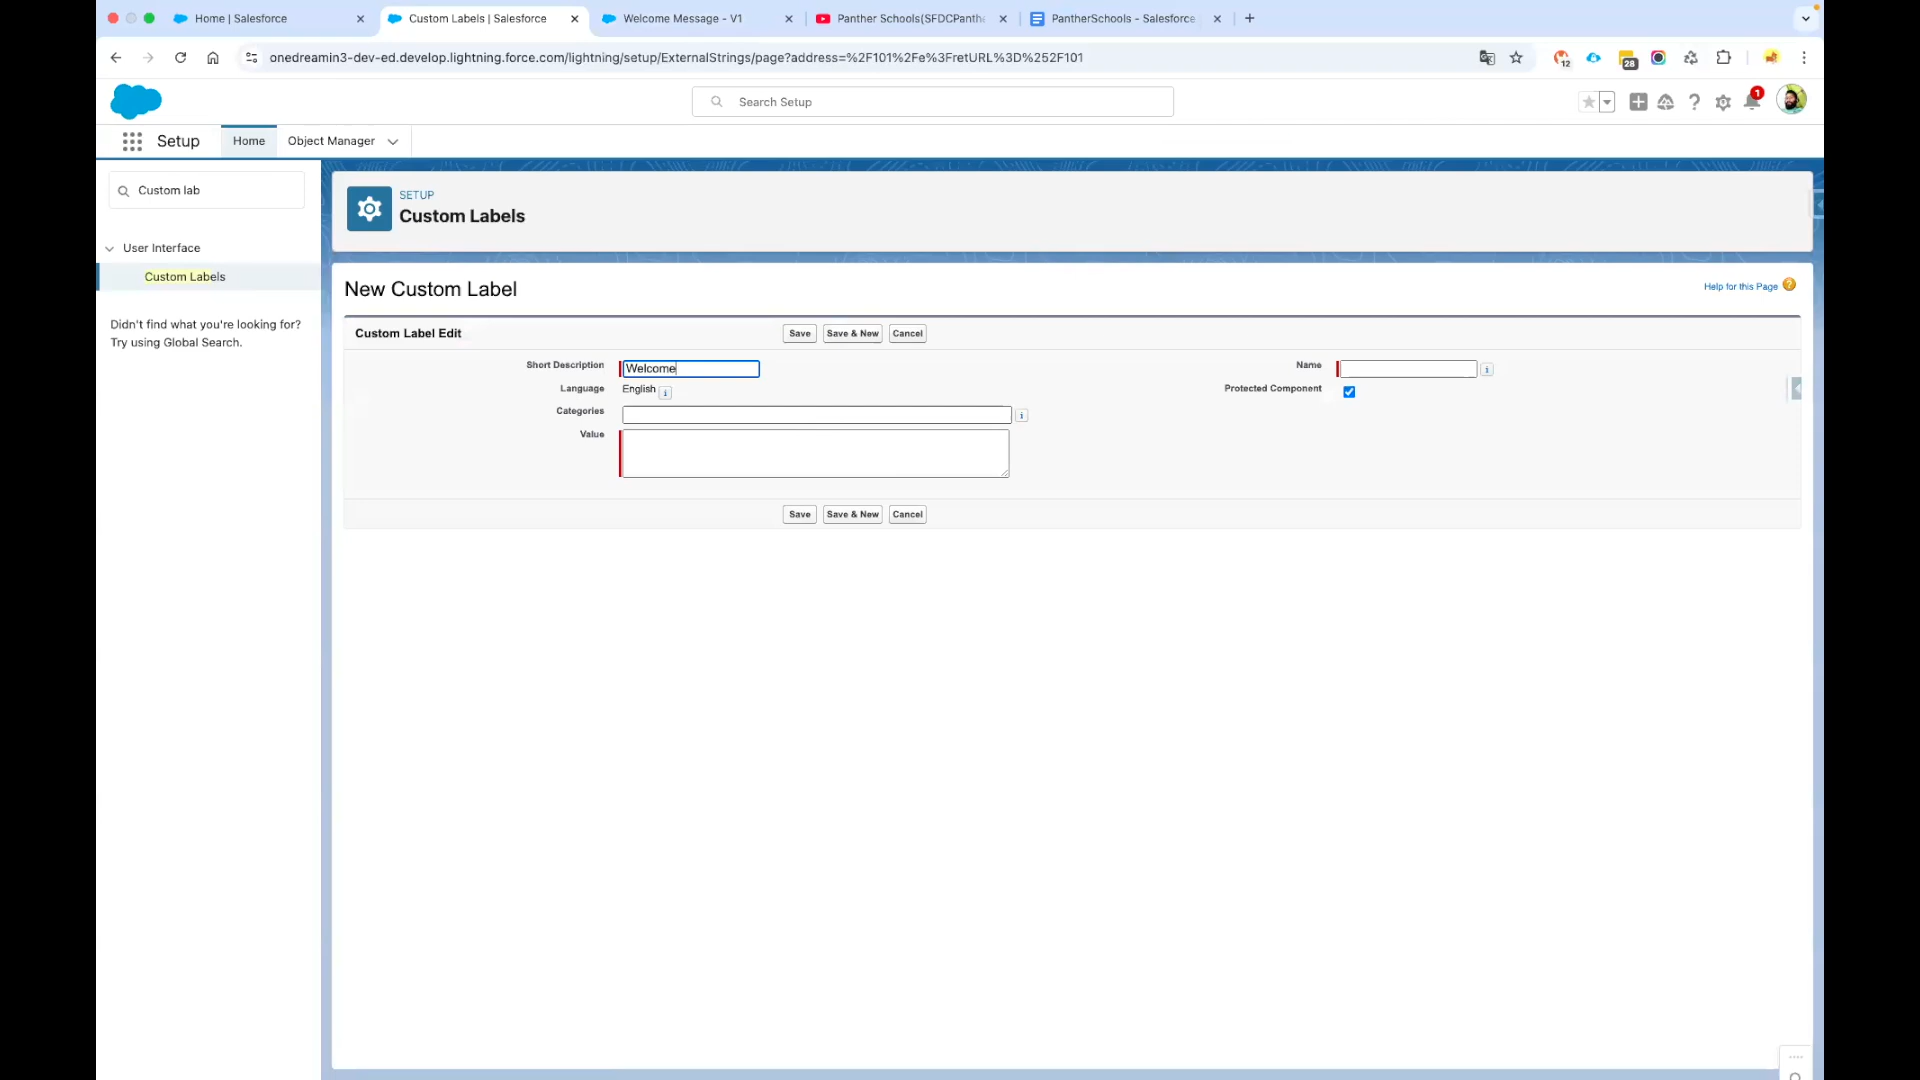 Home | Salesforce
Custom Labels | Salesforce
Welcome Message - V1
Panther Schools(SFDCPanthe
PantherSchools - Salesforce
onedreamin3-dev-ed.develop.lightning.force.com/lightning/setup/ExternalStrings/page?address=%2F101%2Fe%3FretURL%3D%252F101
12
28
Search Setup
1
Setup
Home
Object Manager
Custom lab
User Interface
Custom Labels
Didn't find what you're looking for?
Try using Global Search.
SETUP
Custom Labels
New Custom Label
Help for this Page
Custom Label Edit
Save
Save & New
Cancel
Short Description
Welcome
Name
Language
English
Protected Component
Categories
Value
Save
Save & New
Cancel